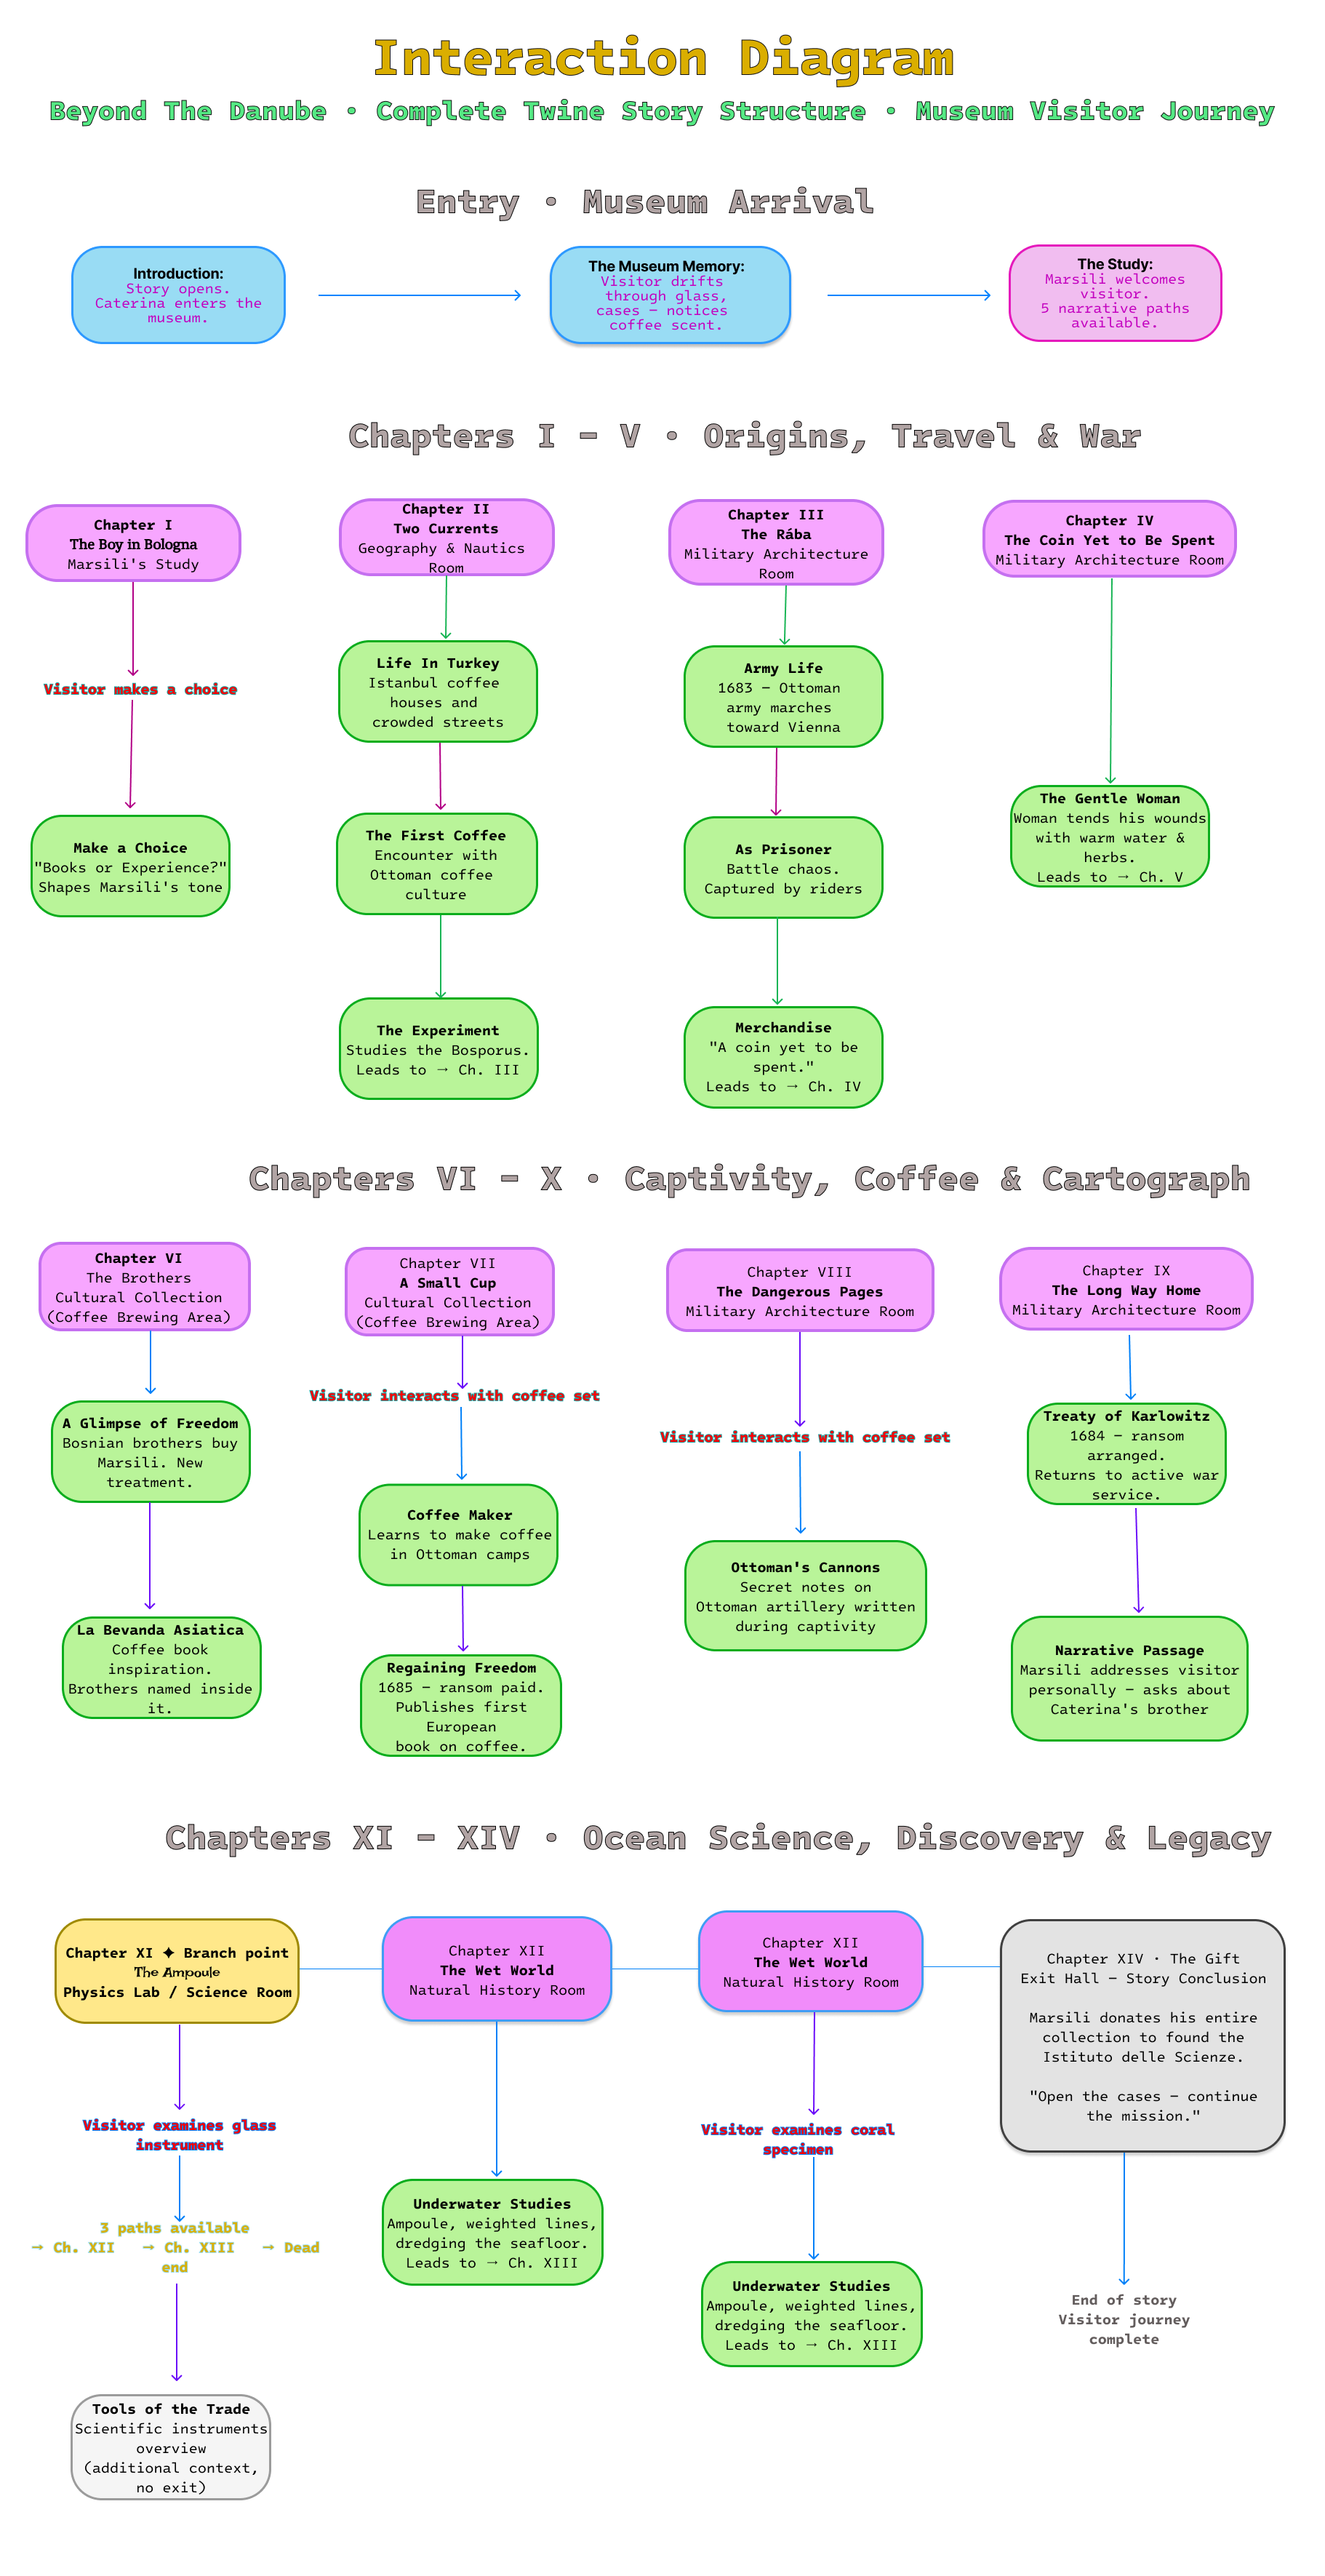 Interaction Diagram
Beyond The Danube • Complete Twine Story Structure • Museum Visitor Journey
Entry • Museum Arrival
Introduction:
Story opens.
Caterina enters the
museum.
The Museum Memory:
Visitor drifts
through glass,
cases — notices
coffee scent.
The Study:
Marsili welcomes
visitor.
5 narrative paths
available.
Chapters I – V • Origins, Travel & War
Chapter I
The Boy in Bologna
Marsili's Study
Visitor makes a choice
Make a Choice
"Books or Experience?"
Shapes Marsili's tone
Chapter II
Two Currents
Geography & Nautics
Room
Life In Turkey
Istanbul coffee
houses and
crowded streets
The First Coffee
Encounter with
Ottoman coffee
culture
The Experiment
Studies the Bosporus.
Leads to → Ch. III
Chapter III
The Rába
Military Architecture
Room
Army Life
1683 — Ottoman
army marches
toward Vienna
As Prisoner
Battle chaos.
Captured by riders
Merchandise
"A coin yet to be
spent."
Leads to → Ch. IV
Chapter IV
The Coin Yet to Be Spent
Military Architecture Room
The Gentle Woman
Woman tends his wounds
with warm water &
herbs.
Leads to → Ch. V
Chapters VI – X • Captivity, Coffee & Cartograph
Chapter VI
The Brothers
Cultural Collection
(Coffee Brewing Area)
A Glimpse of Freedom
Bosnian brothers buy
Marsili. New
treatment.
La Bevanda Asiatica
Coffee book
inspiration.
Brothers named inside
it.
Chapter VII
A Small Cup
Cultural Collection
(Coffee Brewing Area)
Visitor interacts with coffee set
Coffee Maker
Learns to make coffee
in Ottoman camps
Regaining Freedom
1685 — ransom paid.
Publishes first
European
book on coffee.
Chapter VIII
The Dangerous Pages
Military Architecture Room
Visitor interacts with coffee set
Ottoman's Cannons
Secret notes on
Ottoman artillery written
during captivity
Chapter IX
The Long Way Home
Military Architecture Room
Treaty of Karlowitz
1684 — ransom
arranged.
Returns to active war
service.
Narrative Passage
Marsili addresses visitor
personally — asks about
Caterina's brother
Chapters XI – XIV • Ocean Science, Discovery & Legacy
Chapter XI ✦ Branch point
The Ampoule
Physics Lab / Science Room
Visitor examines glass
instrument
3 paths available
→ Ch. XII → Ch. XIII → Dead
end
Tools of the Trade
Scientific instruments
overview
(additional context,
no exit)
Chapter XII
The Wet World
Natural History Room
Underwater Studies
Ampoule, weighted lines,
dredging the seafloor.
Leads to → Ch. XIII
Chapter XII
The Wet World
Natural History Room
Visitor examines coral
specimen
Underwater Studies
Ampoule, weighted lines,
dredging the seafloor.
Leads to → Ch. XIII
Chapter XIV · The Gift
Exit Hall — Story Conclusion
Marsili donates his entire
collection to found the
Istituto delle Scienze.
"Open the cases — continue
the mission."
End of story
Visitor journey
complete